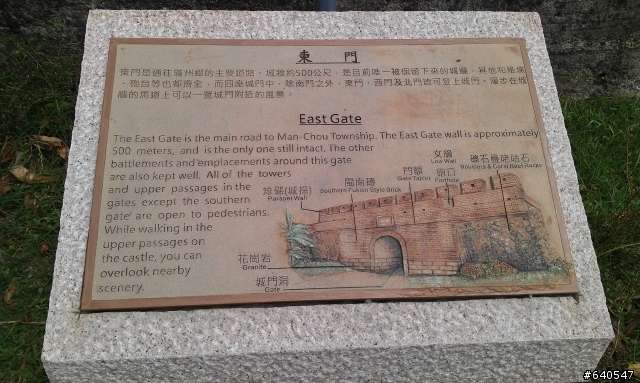 東門
東門是通往滿州鄉的主要道路。城牆約500公尺，是目前唯一被保留下來的城牆，其他如雉堞
、砲台等也都齊全。而四座城門中，除南門之外，東門、西門及北門皆可登上城門。漫步在城
牆的馬道上可以一覽城門附近的風景。
East Gate
The East Gate is the main road to Man-Chou Township. The East Gate wall is approximately
500 meters, and is the only one still intact. The other
battlements and emplacements around this gate
are also kept well. All of the towers
and upper passages in the
gates except the southern
gate are open to pedestrians.
While walking in the
upper passages on
the castle, you can
overlook nearby
scenery.
雉堞(城垛)
Parapet Wall
閩南磚
Southern Fukien Style Brick
門額
Gate Tablet
女牆
Low Wall
砲口
Porthole
礫石疊硓𥑮石
Boulders & Coral Reef Rocks
花崗岩
Granite
城門洞
Gate
#640547